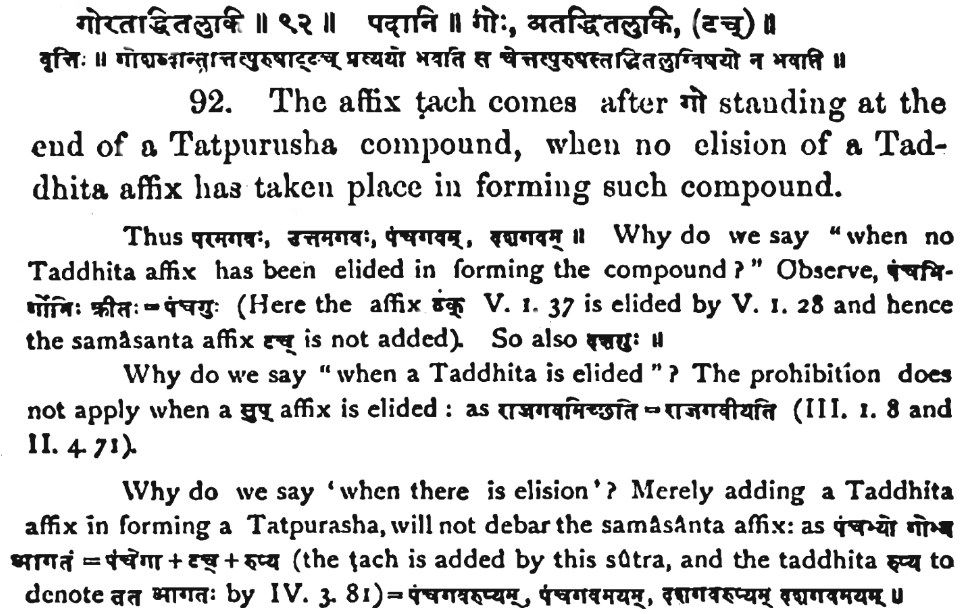 गोरताद्धितलुकि ॥ ९२ ॥ पदानि ॥ गोः, अतद्धितलुकि, (टच्) ॥
वृत्तिः ॥ गोशब्दान्तात्तत्पुरुषाट्टच् प्रत्ययो भवति स चेत्तत्पुरुषस्तद्धितलुग्विषयो न भवति ॥
92. The affix ṭach comes after गो standing at the
end of a Tatpurusha compound, when no elision of a Tad-
dhita affix has taken place in forming such compound.
Thus परमगवः, उत्तमगवः, पंचगवम्, दशगवम् ॥ Why do we say "when no
Taddhita affix has been elided in forming the compound?" Observe, पंचभि-
र्गोभिः क्रीतः = पंचगुः (Here the affix ठक् V. 1. 37 is elided by V. 1. 28 and hence
the samâsanta affix टच् is not added). So also दशगुः ॥
Why do we say "when a Taddhita is elided"? The prohibition does
not apply when a सुप् affix is elided : as राजगवमिच्छति = राजगवीयति (III. 1. 8 and
II. 4. 71).
Why do we say 'when there is elision'? Merely adding a Taddhita
affix in forming a Tatpurasha, will not debar the samâsânta affix: as पंचभ्यो गोभ्य
भागतं = पंचगो + टच् + रुप्य (the ṭach is added by this sûtra, and the taddhita रुप्य to
denote तत भागतः by IV. 3. 81) = पंचगवरुप्यम्, पंचगवमयम्, दशगवरुप्यम् दशगवमयम् ॥